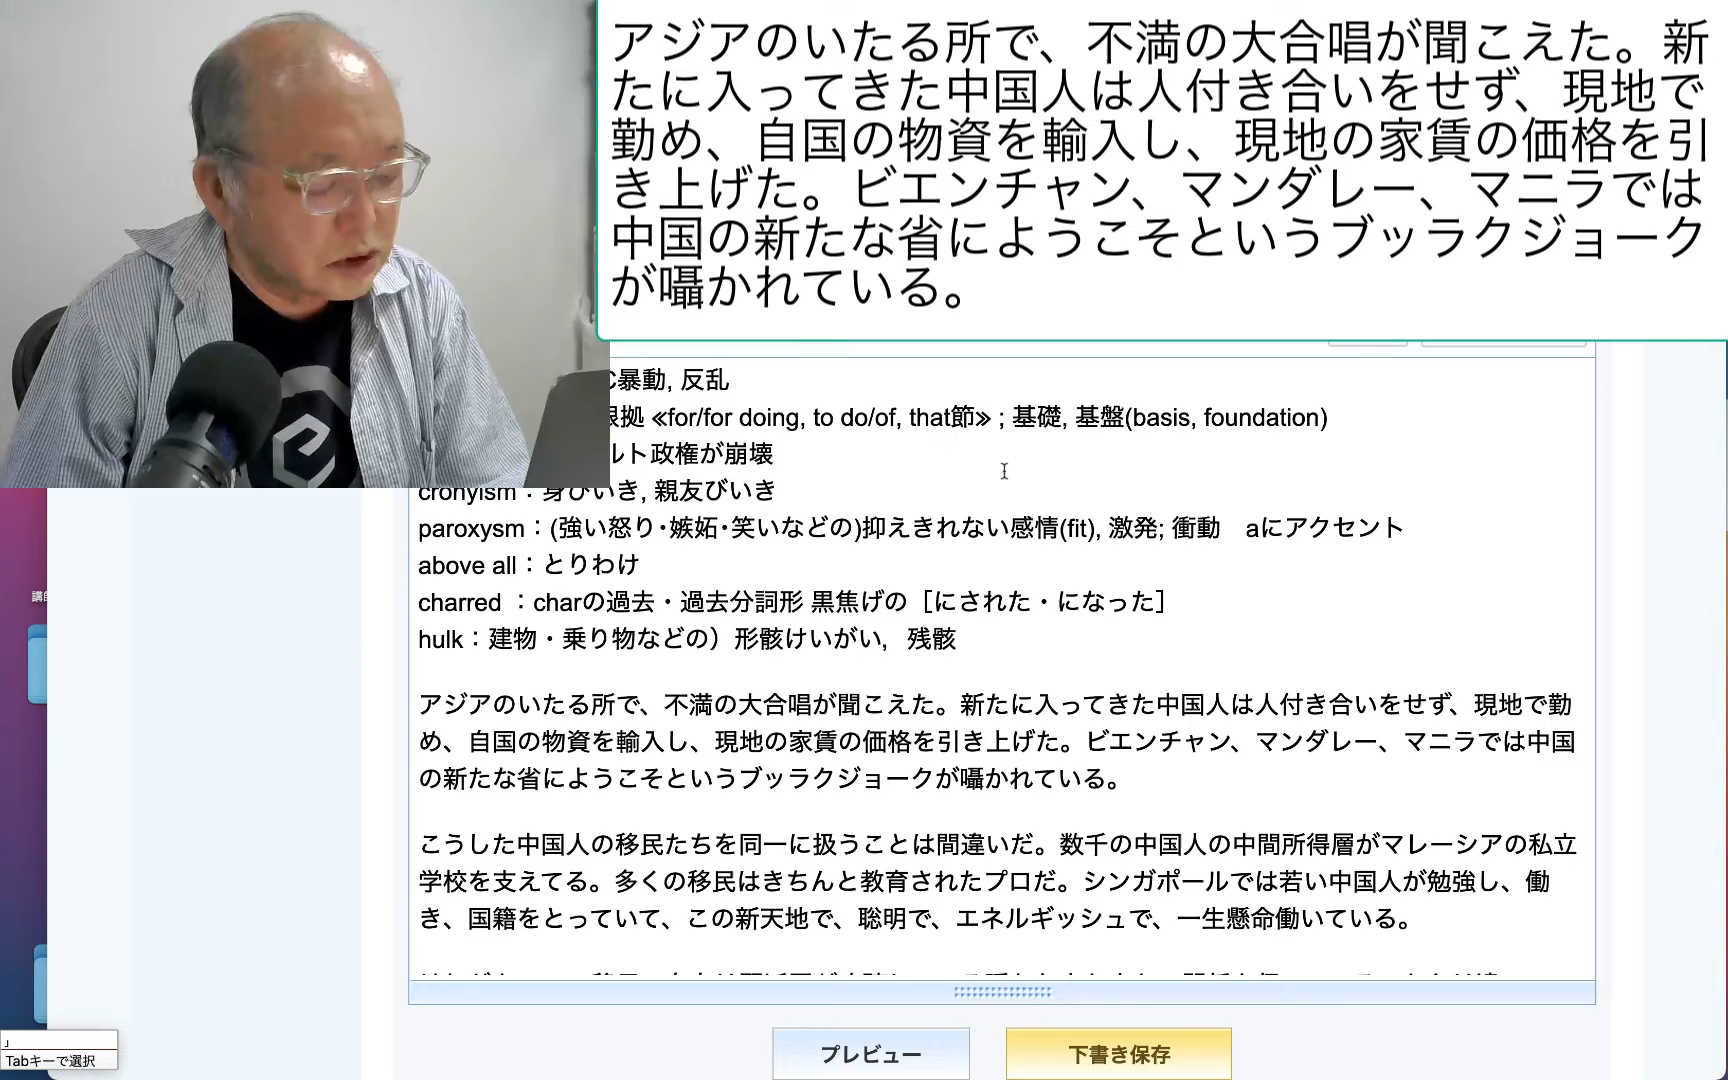 アジアのいたる所で、不満の大合唱が聞こえた。新
たに入ってきた中国人は人付き合いをせず、現地で
勤め、自国の物資を輸入し、現地の家賃の価格を引
き上げた。ビエンチャン、マンダレー、マニラでは
中国の新たな省にようこそというブッラクジョーク
が囁かれている。
暴動, 反乱
根拠 ≪for/for doing, to do/of, that節≫ ; 基礎, 基盤(basis, foundation)
ルト政権が崩壊
cronyism：身びいき, 親友びいき
paroxysm：(強い怒り･嫉妬･笑いなどの)抑えきれない感情(fit), 激発; 衝動　aにアクセント
above all：とりわけ
charred ：charの過去・過去分詞形 黒焦げの［にされた・になった］
hulk：建物・乗り物などの）形骸けいがい，残骸
アジアのいたる所で、不満の大合唱が聞こえた。新たに入ってきた中国人は人付き合いをせず、現地で勤
め、自国の物資を輸入し、現地の家賃の価格を引き上げた。ビエンチャン、マンダレー、マニラでは中国
の新たな省にようこそというブッラクジョークが囁かれている。
こうした中国人の移民たちを同一に扱うことは間違いだ。数千の中国人の中間所得層がマレーシアの私立
学校を支えてる。多くの移民はきちんと教育されたプロだ。シンガポールでは若い中国人が勉強し、働
き、国籍をとっていて、この新天地で、聡明で、エネルギッシュで、一生懸命働いている。
プレビュー
下書き保存
」
Tabキーで選択